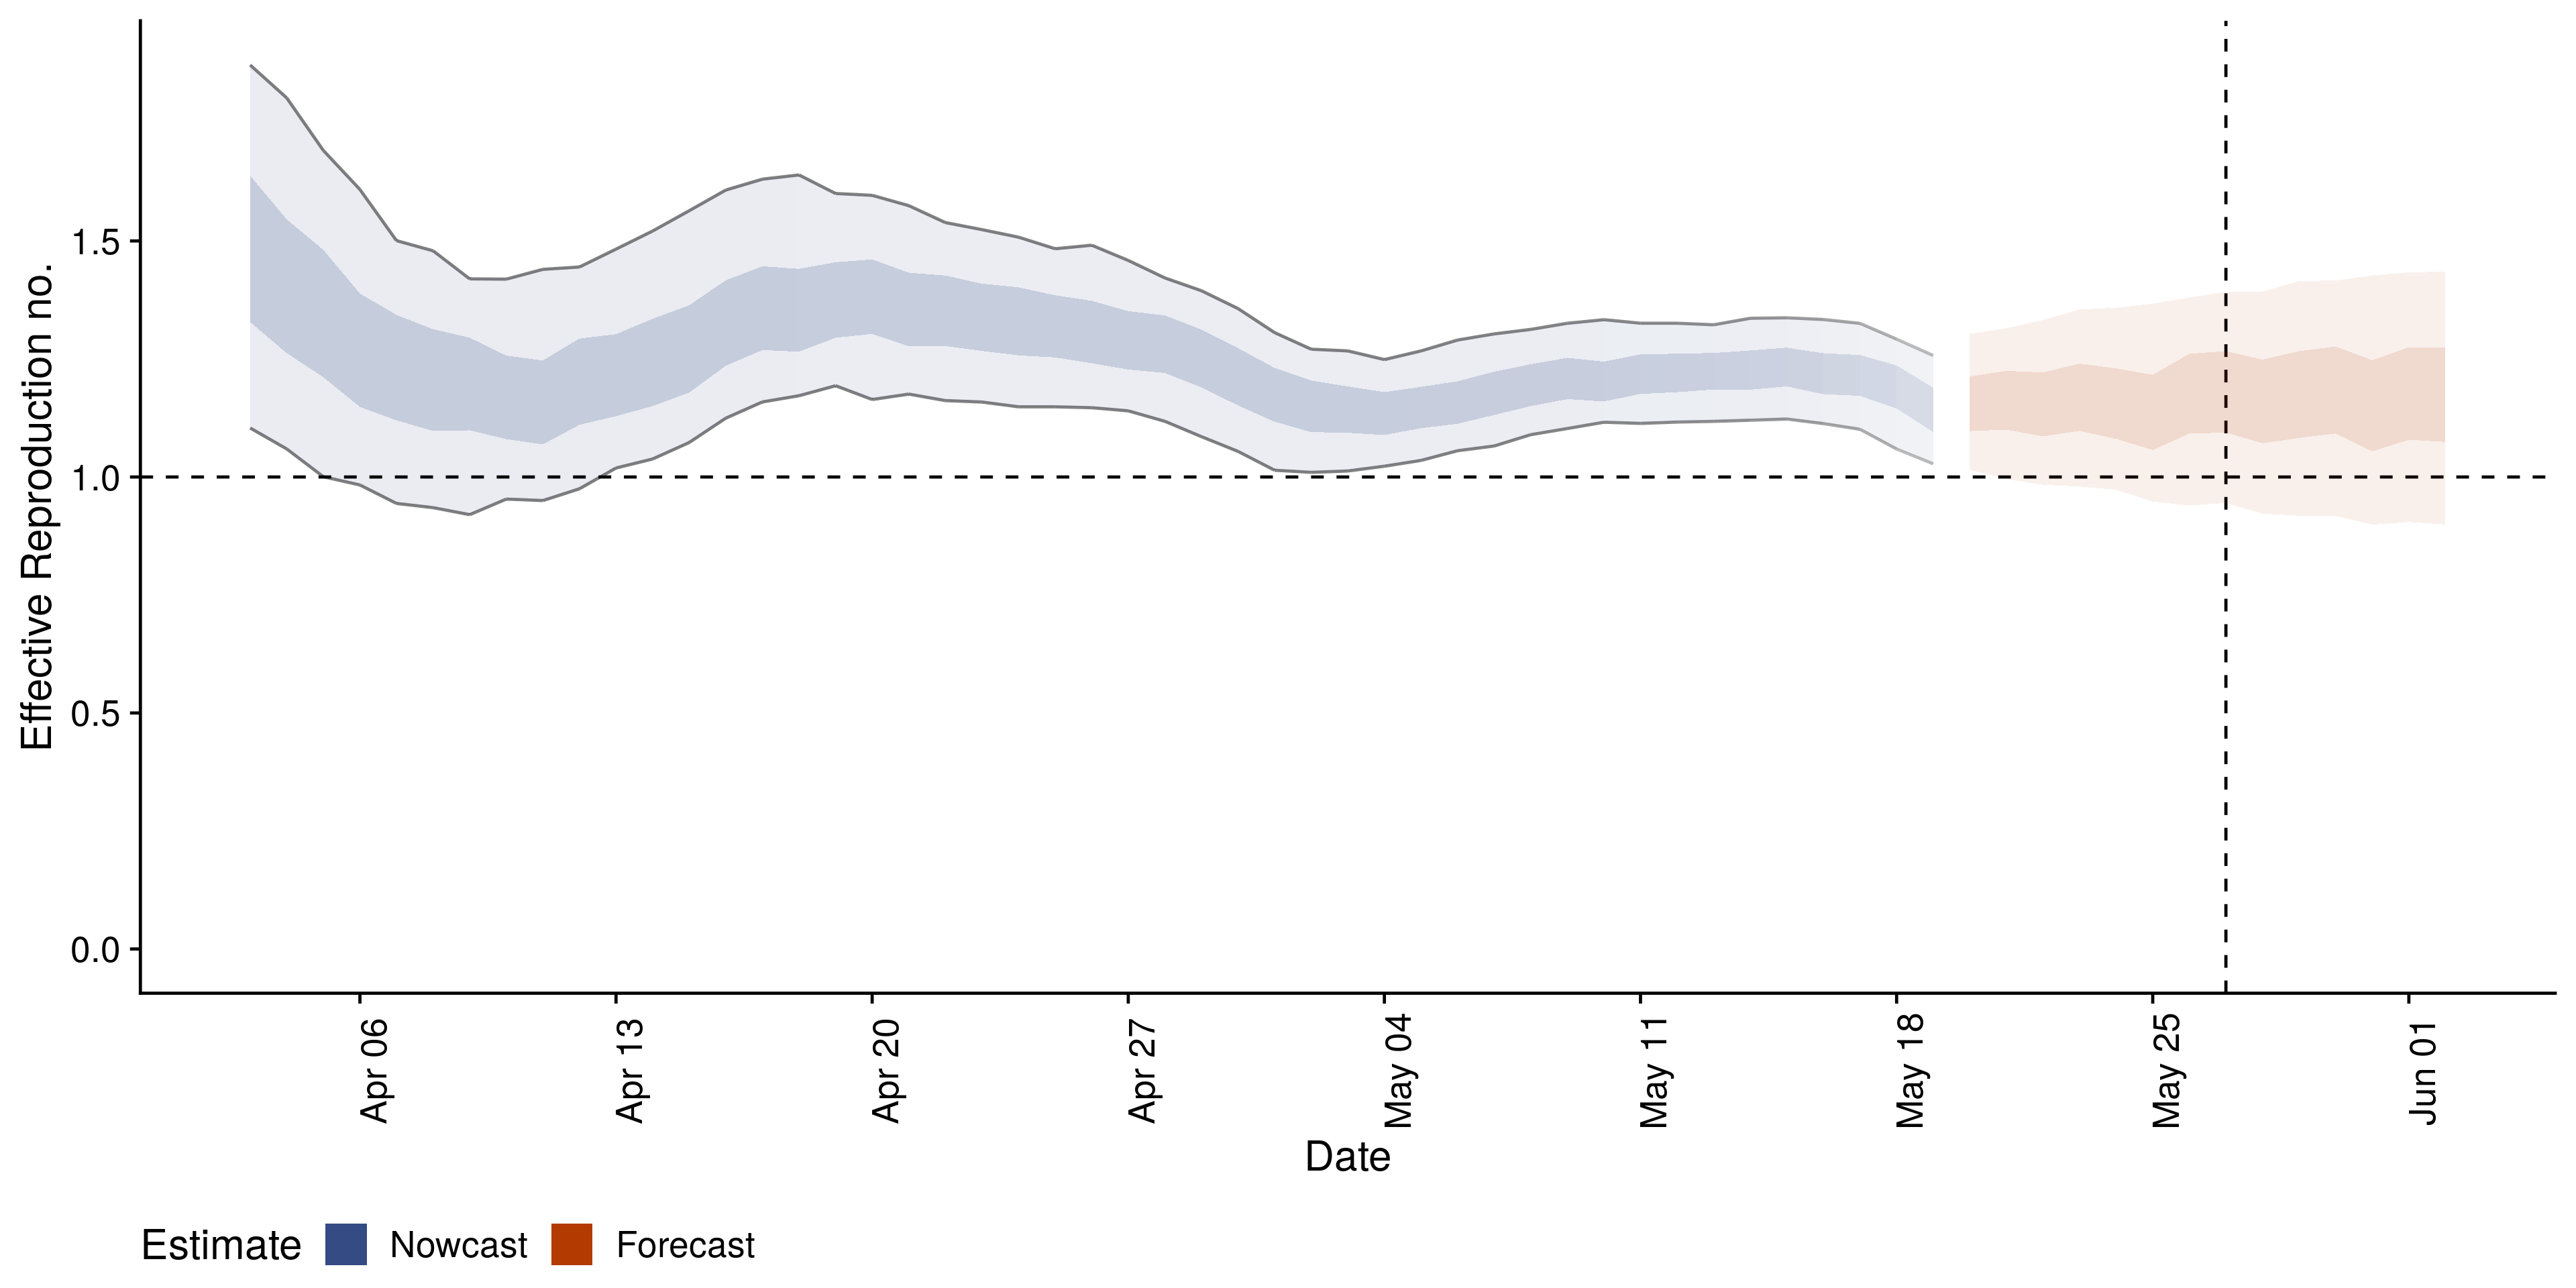 Effective Reproduction no.
1.5
1.0
0.5
0.0
Apr 06
Apr 13
Apr 20
Apr 27
May 04
May 11
May 18
May 25
Jun 01
Date
Estimate Nowcast Forecast